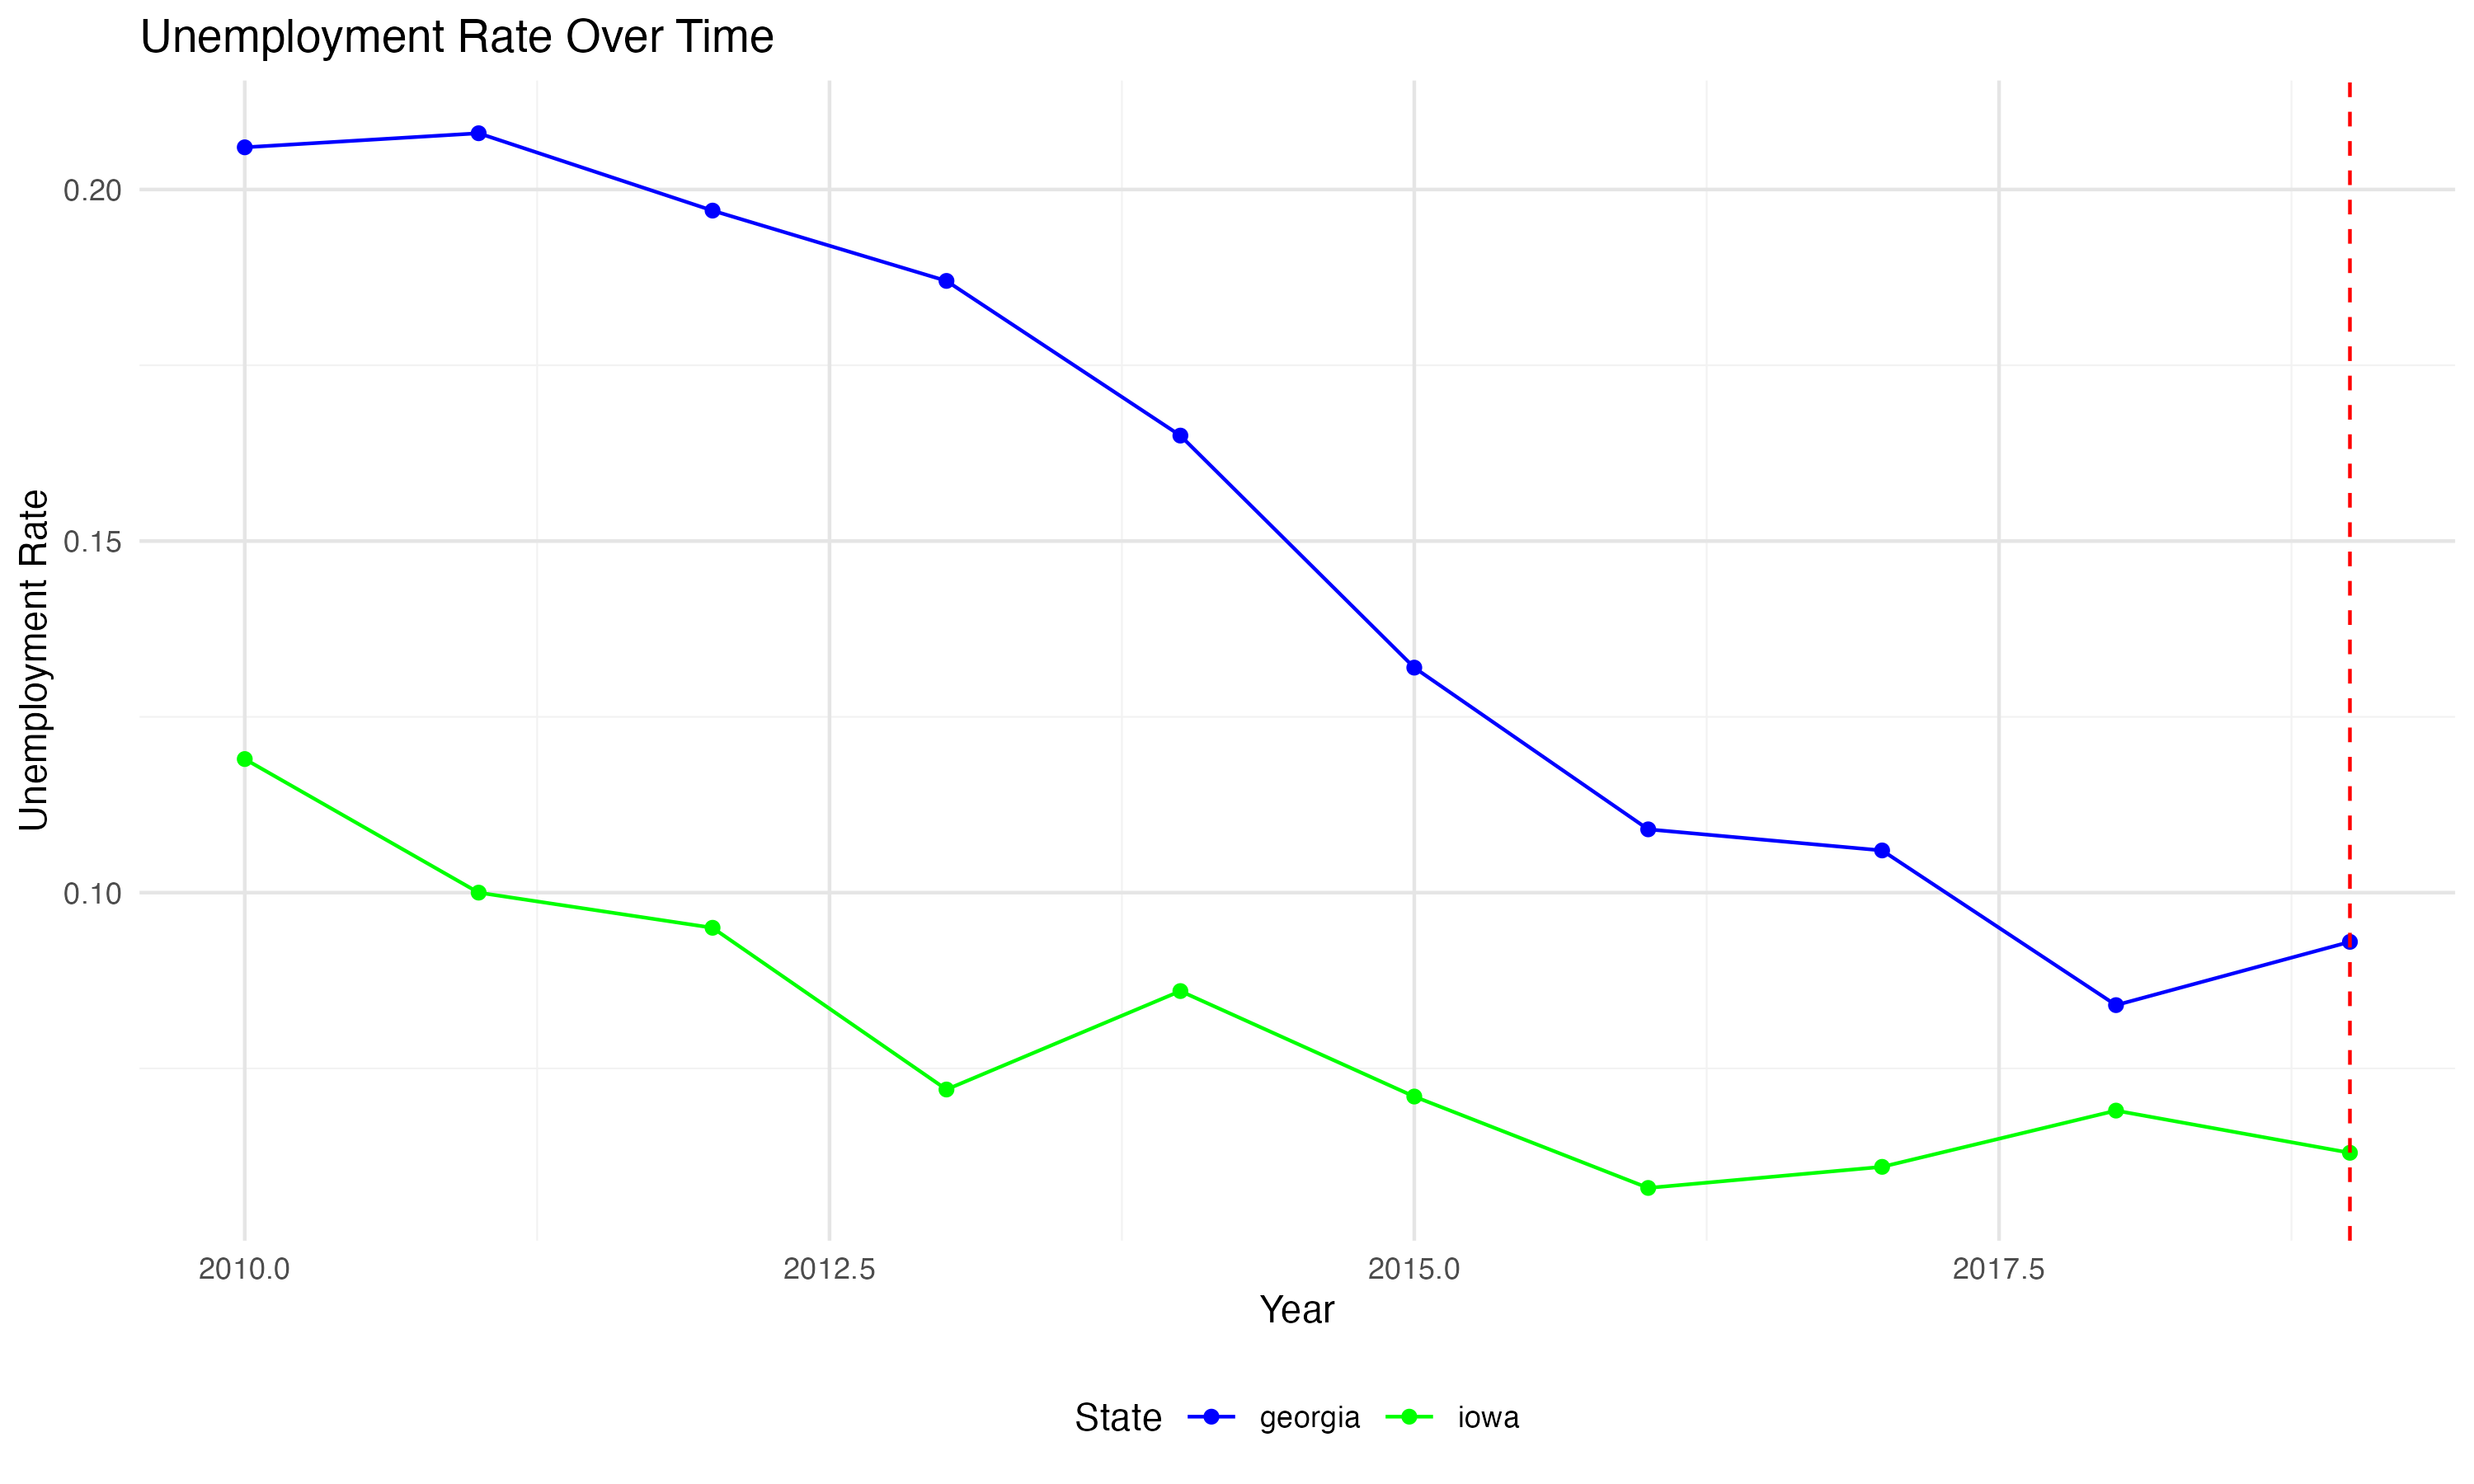 Unemployment Rate Over Time
Unemployment Rate
0.20
0.15
0.10
2010.0 2012.5 2015.0 2017.5
Year
State georgia iowa